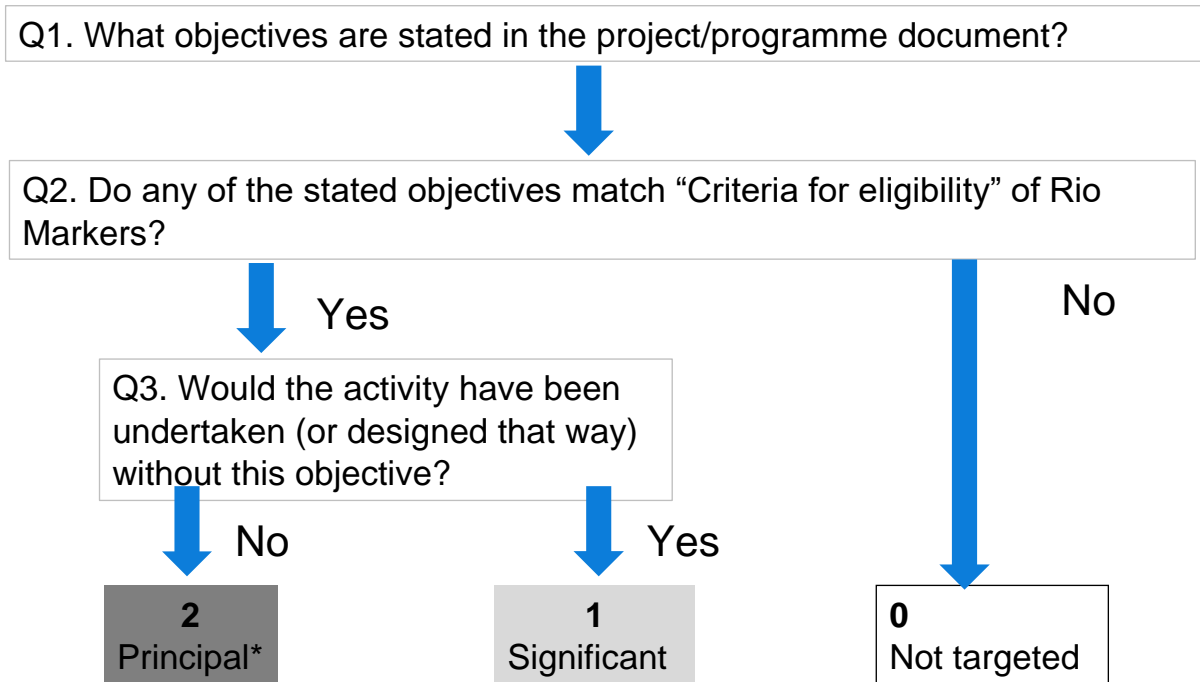 Q1. What objectives are stated in the project/programme document?
Q2. Do any of the stated objectives match “Criteria for eligibility” of Rio
Markers?
Yes
No
Q3. Would the activity have been
undertaken (or designed that way)
without this objective?
No
Yes
2
Principal*
1
Significant
0
Not targeted